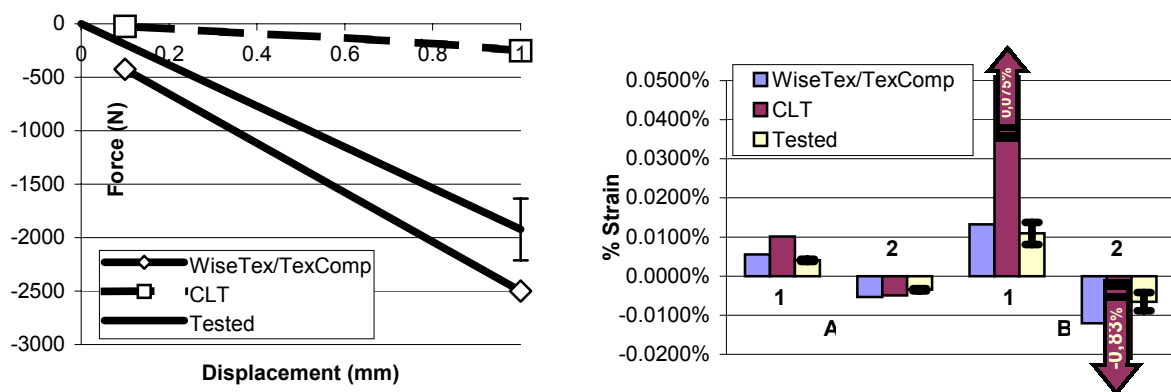 0
-500
-1000
-1500
-2000
-2500
-3000
0 0.2 0.4 0.6 0.8 1
Force (N)
WiseTex/TexComp
CLT
Tested
Displacement (mm)
0.0500%
0.0400%
0.0300%
0.0200%
0.0100%
0.0000%
-0.0100%
-0.0200%
% Strain
WiseTex/TexComp
CLT
Tested
0,075%
2
2
1
1
A
B
-0,83%